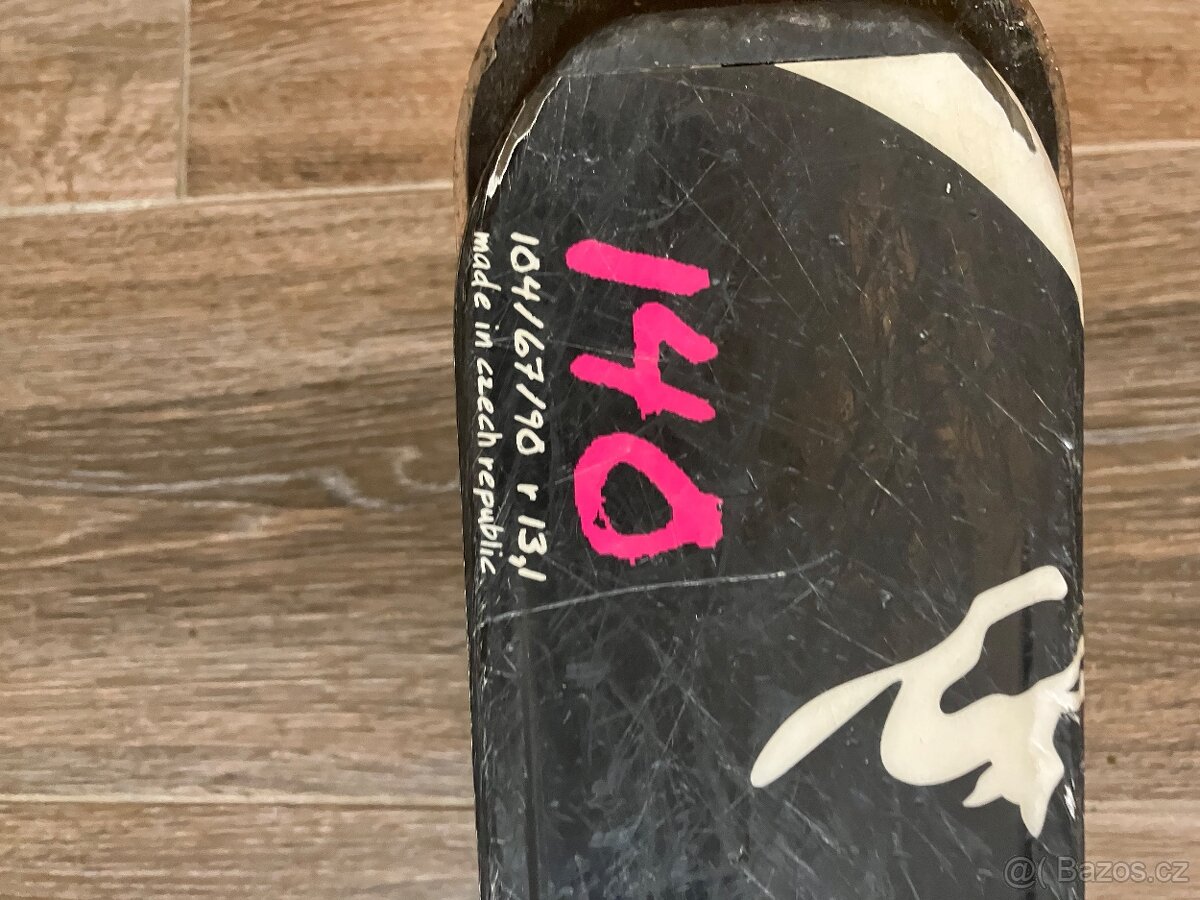 140
104/67/90 r 13,1
made in czech republic
@( Bazos.cz